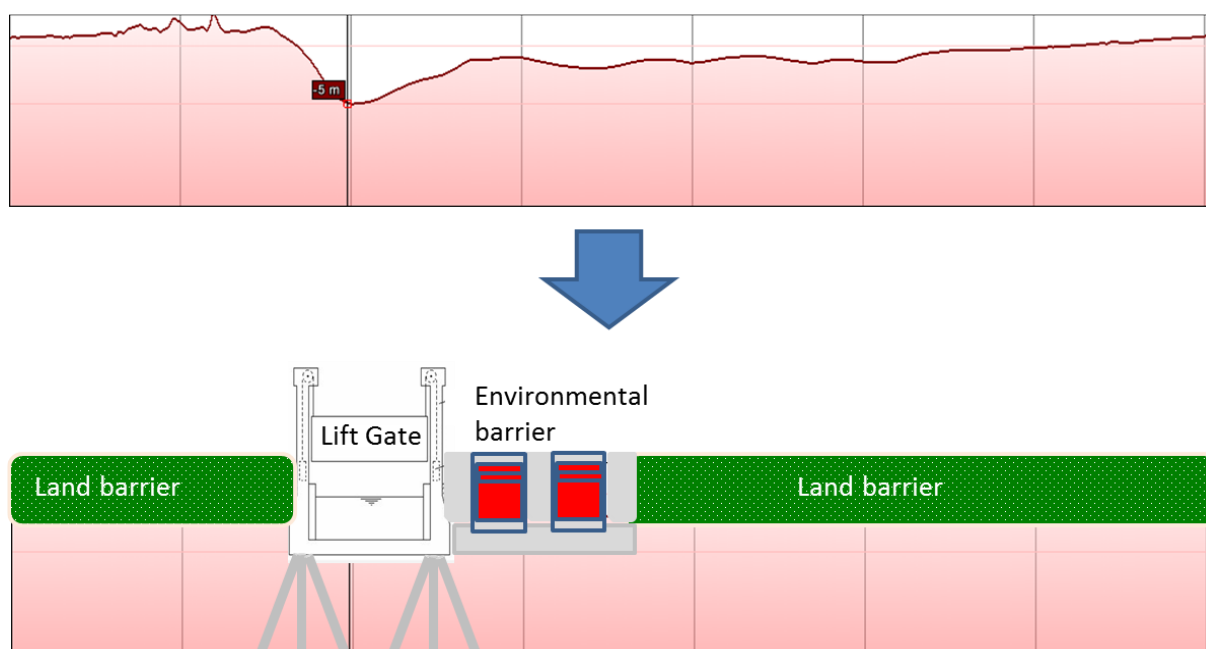 -5 m
Environmental
barrier
Lift Gate
Land barrier
Land barrier